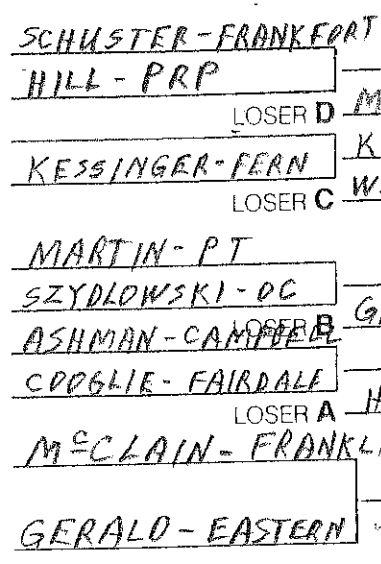 SCHUSTER-FRANKFORT
HILL - PRP
LOSER D M
K
KESSINGER-FERN
LOSER C W
MARTIN - PT
SZYDLOWSKI - OC
LOSER B G
ASHMAN - CAMPBELL
COOGLIE - FAIRDALE
LOSER A H
McCLAIN - FRANKL
GERALD - EASTERN